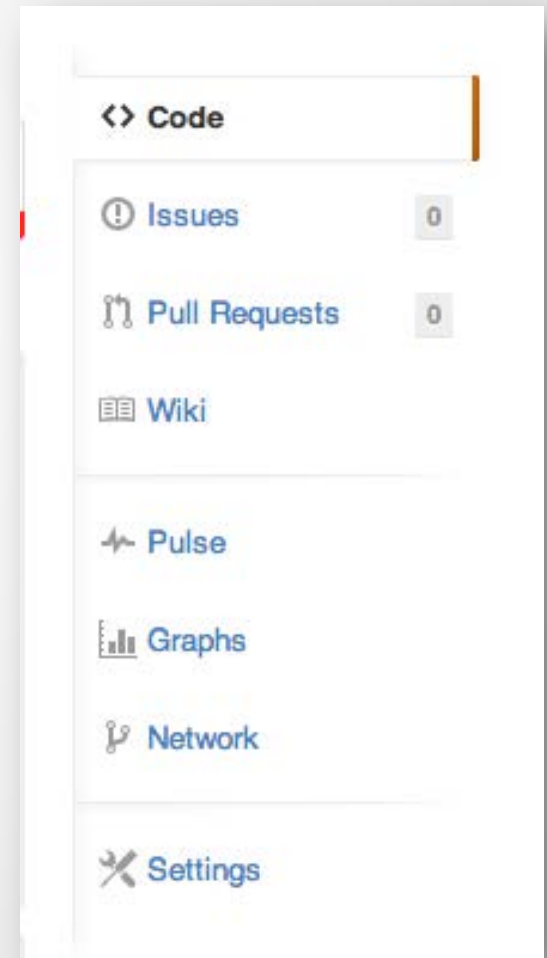 Code
Issues 0
Pull Requests 0
Wiki
Pulse
Graphs
Network
Settings